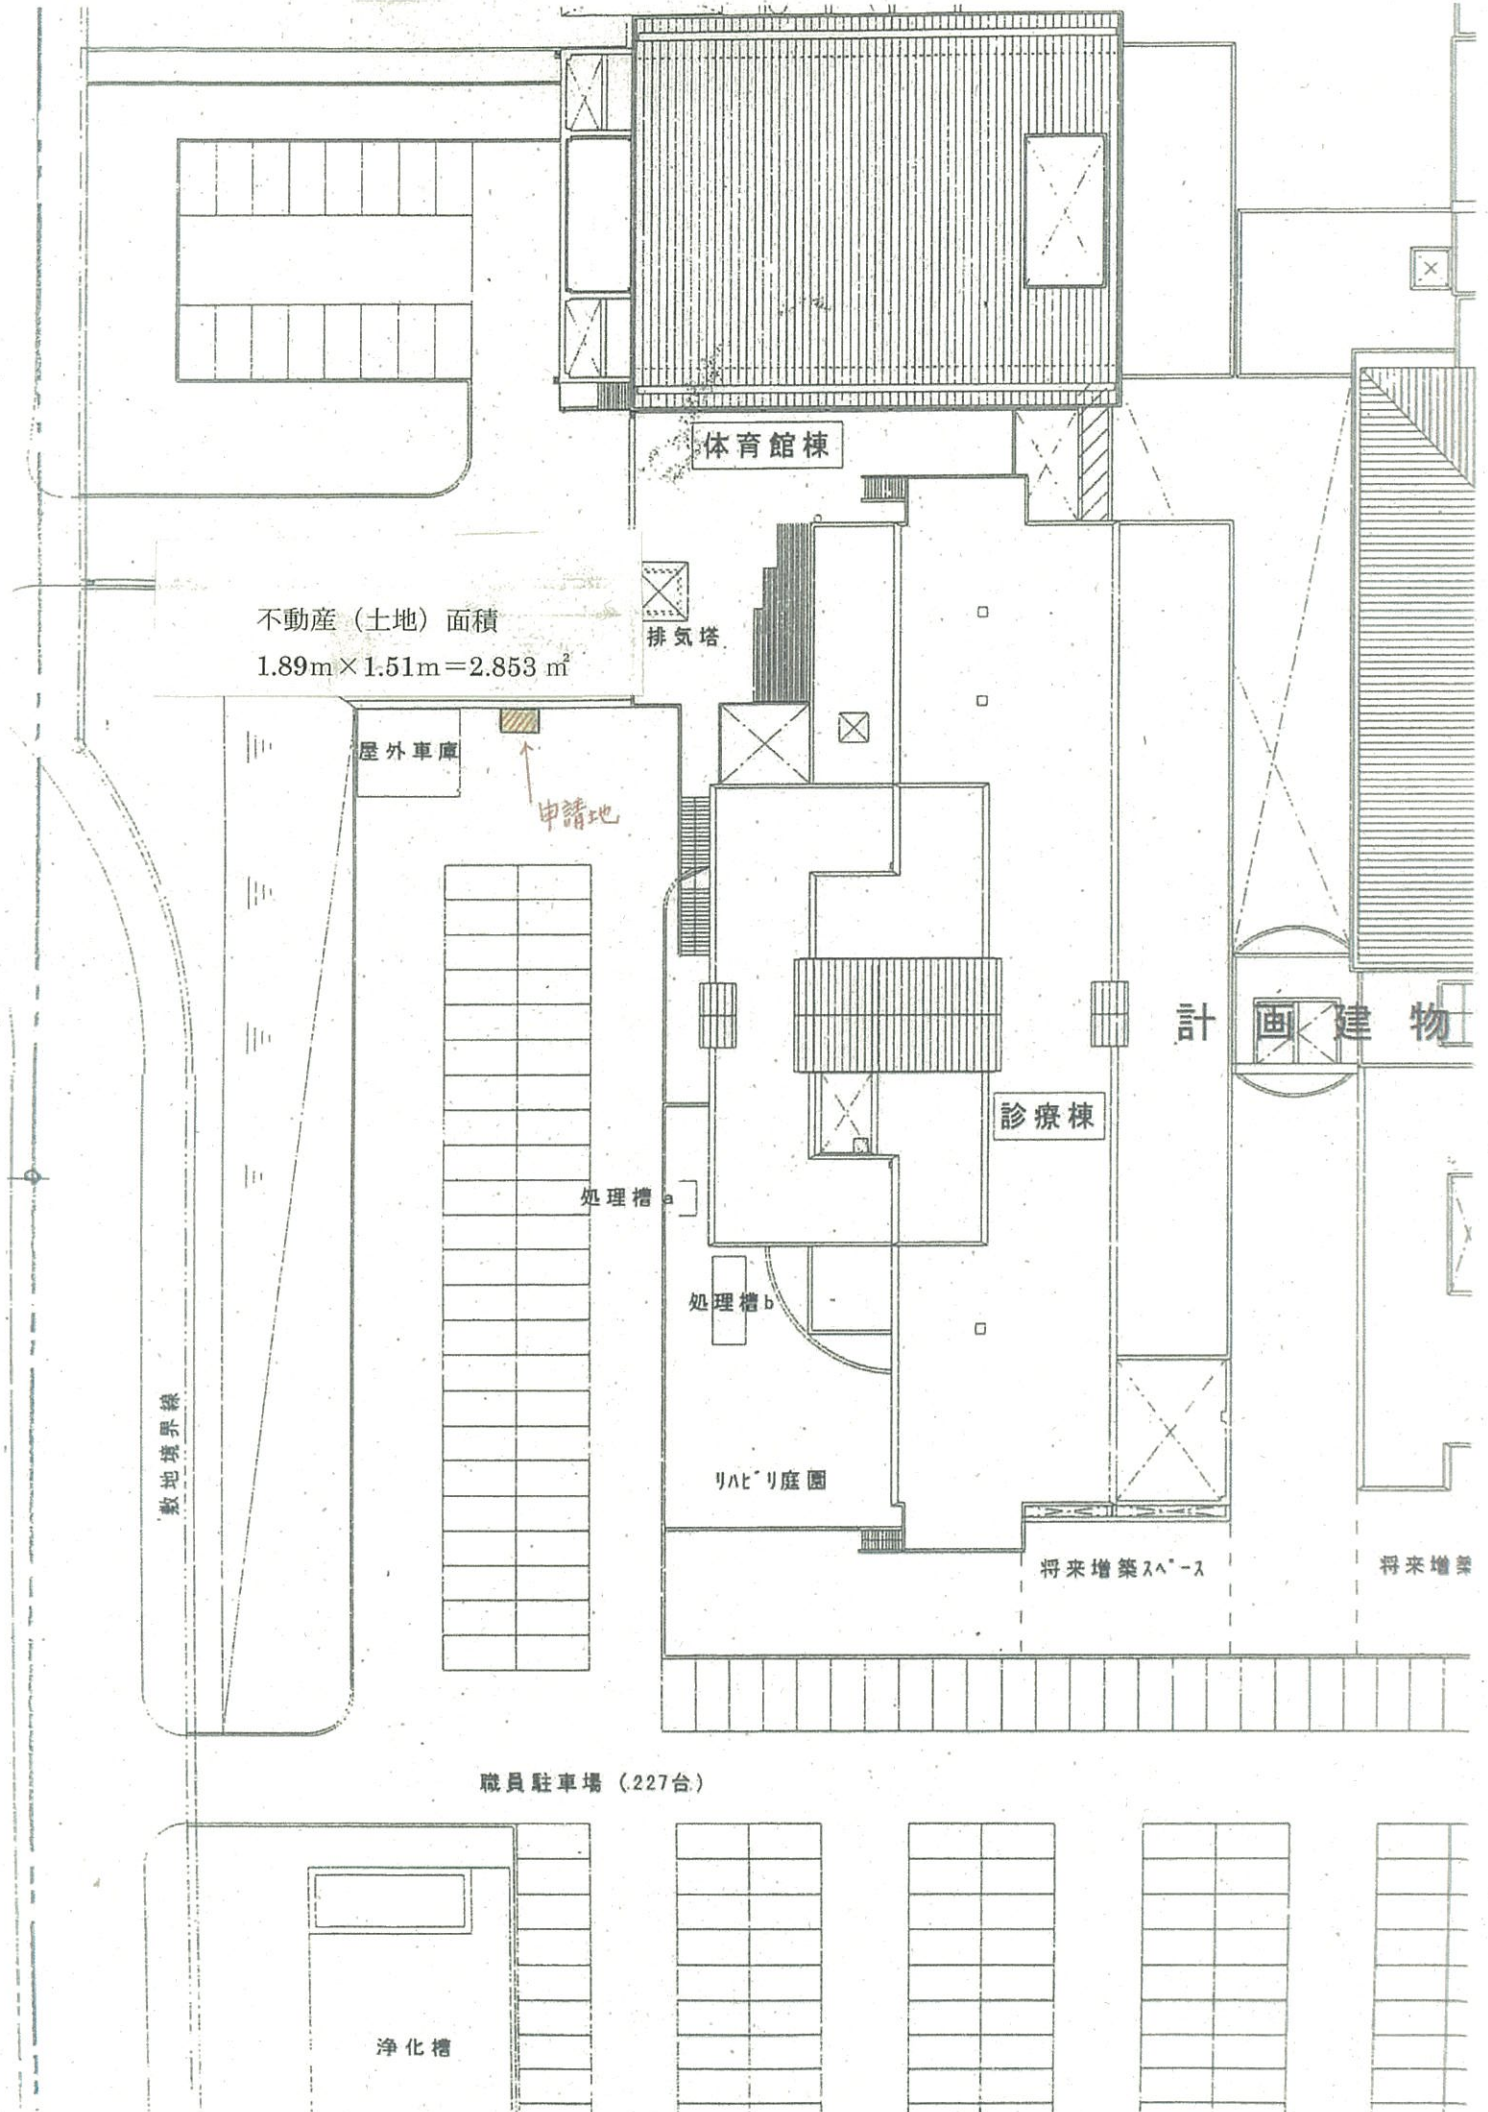 体育館棟
不動産（土地）面積
1.89m×1.51m＝2.853 ㎡
排気塔
屋外車庫
申請地
計画建物
診療棟
処理槽a
処理槽b
敷地境界線
ﾘﾊﾋﾞﾘ庭園
将来増築ｽﾍﾟｰｽ
将来増築
職員駐車場（227台）
浄化槽